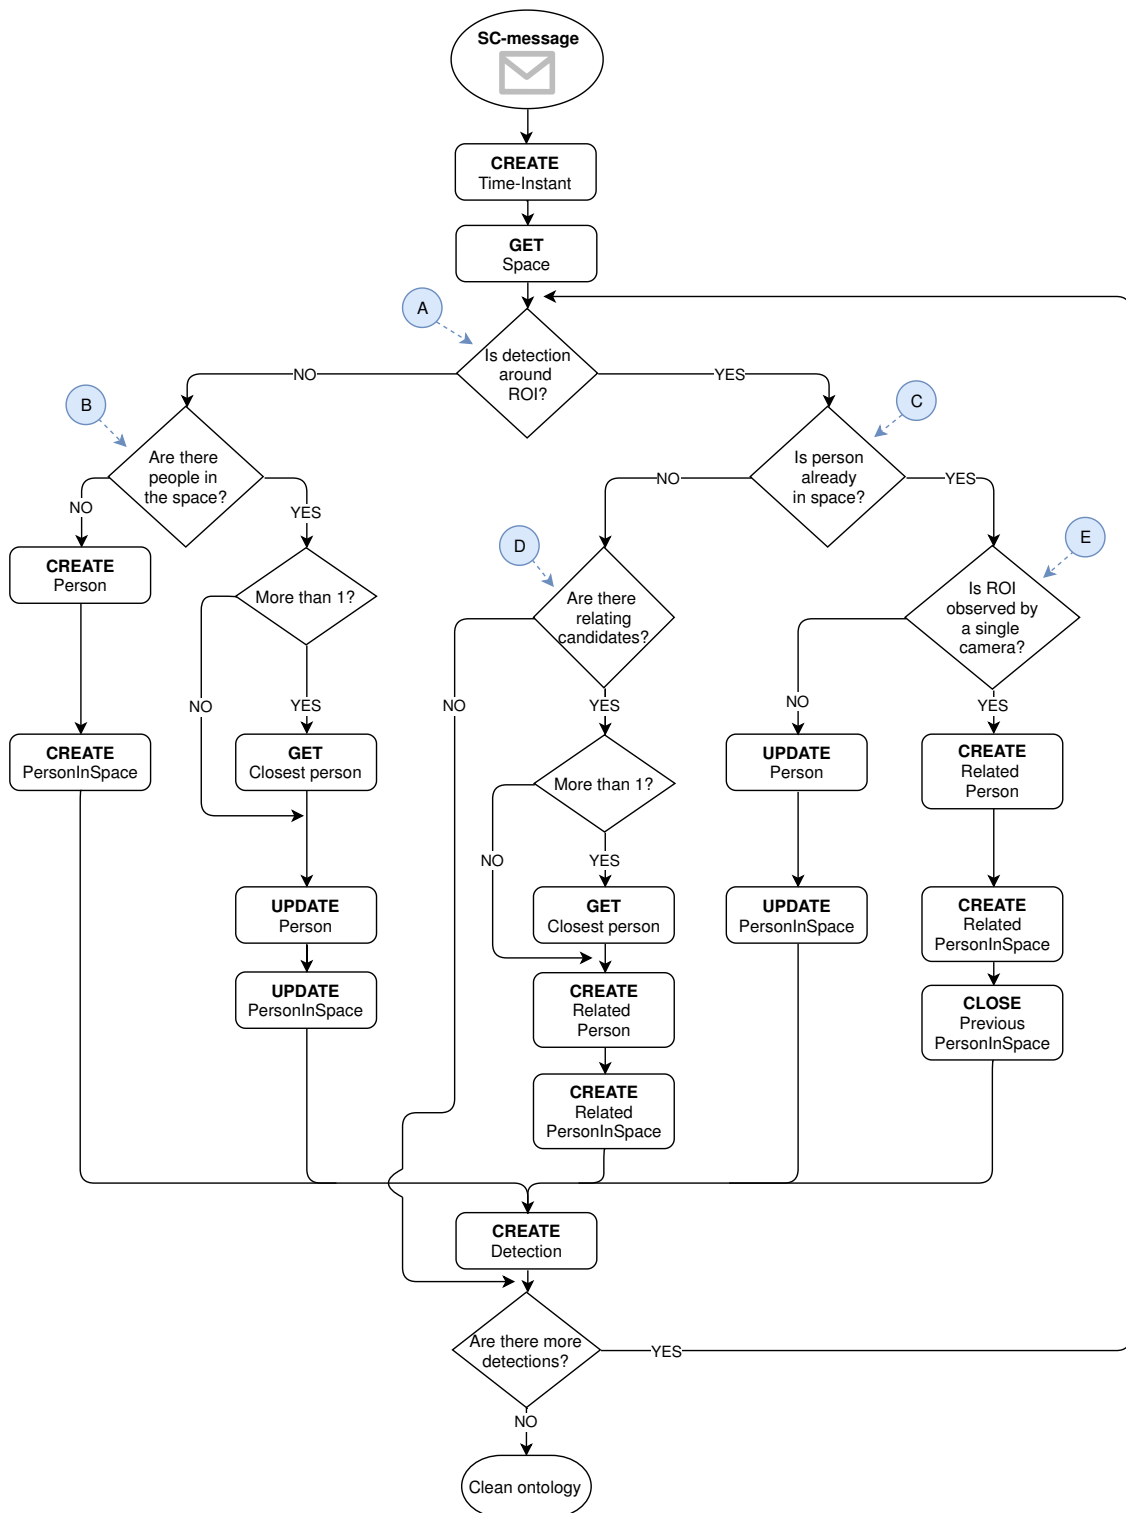 SC-message
CREATE
Time-Instant
GET
Space
A
Is detection
around
ROI?
NO
YES
B
C
Are there
people in
the space?
Is person
already
in space?
NO
YES
NO
YES
D
E
CREATE
Person
More than 1?
Are there
relating
candidates?
Is ROI
observed by
a single
camera?
NO
YES
NO
YES
NO
YES
CREATE
PersonInSpace
GET
Closest person
More than 1?
UPDATE
Person
CREATE
Related
Person
NO
YES
UPDATE
Person
GET
Closest person
UPDATE
PersonInSpace
CREATE
Related
PersonInSpace
UPDATE
PersonInSpace
CREATE
Related
Person
CLOSE
Previous
PersonInSpace
CREATE
Related
PersonInSpace
CREATE
Detection
Are there more
detections?
YES
NO
Clean ontology